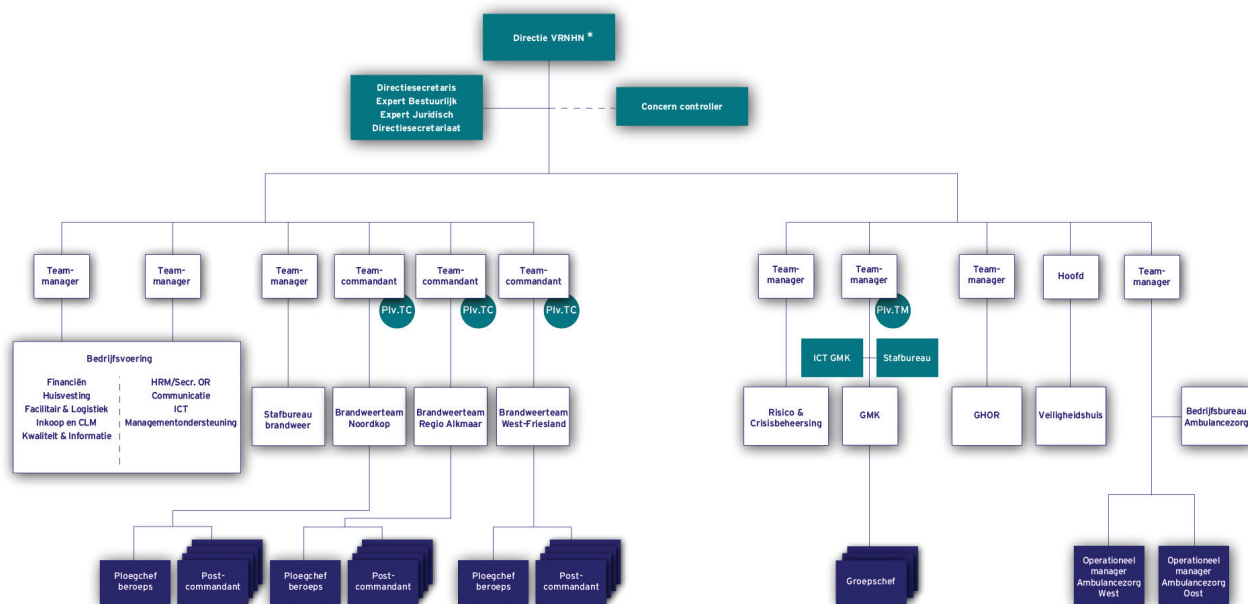 Directie VRNHN *
Directiesecretaris
Expert Bestuurlijk
Expert Juridisch
Directiesecretariaat
Concern controller
Team-
manager
Team-
manager
Team-
manager
Team-
commandant
Plv.TC
Team-
commandant
Plv.TC
Team-
commandant
Plv.TC
Team-
manager
Team-
manager
Plv.TM
Team-
manager
Hoofd
Team-
manager
Bedrijfsvoering
Financiën
Huisvesting
Facilitair & Logistiek
Inkoop en CLM
Kwaliteit & Informatie
HRM/Secr. OR
Communicatie
ICT
Managementondersteuning
ICT GMK
Stafbureau
Stafbureau
brandweer
Brandweerteam
Noordkop
Brandweerteam
Regio Alkmaar
Brandweerteam
West-Friesland
Risico &
Crisisbeheersing
GMK
GHOR
Veiligheidshuis
Bedrijfsbureau
Ambulancezorg
Ploegchef
beroeps
Post-
commandant
Ploegchef
beroeps
Post-
commandant
Ploegchef
beroeps
Post-
commandant
Groepschef
Operationeel
manager
Ambulancezorg
West
Operationeel
manager
Ambulancezorg
Oost